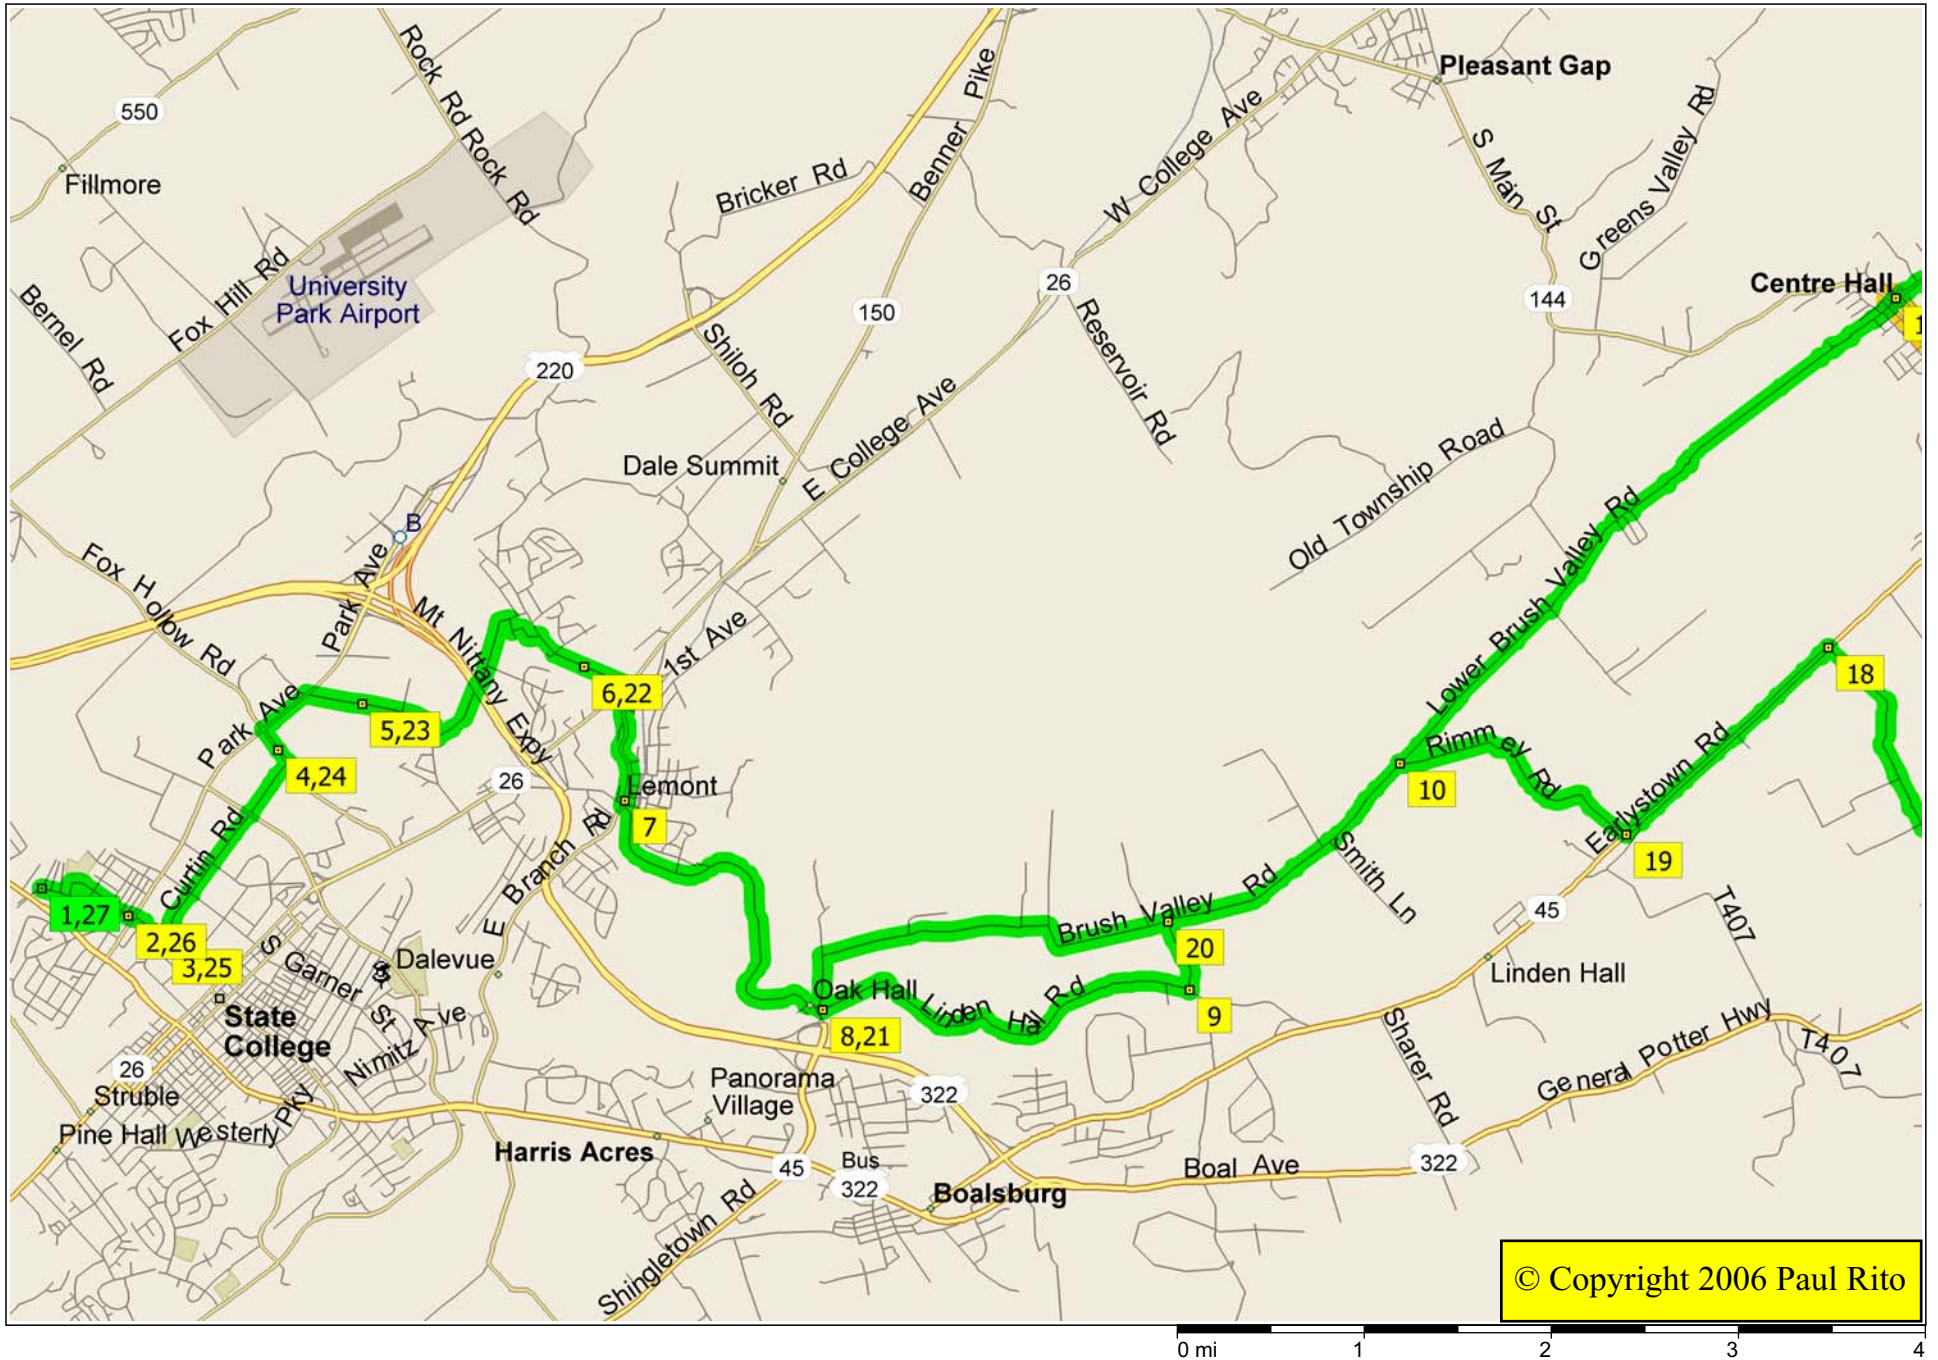 Rock Rd
Rock Rd
Pleasant Gap
550
Fillmore
Bricker Rd
Benner Pike
W College Ave
S Main St
Greens Valley Rd
Fox Hill Rd
University
Park Airport
Bernel Rd
220
150
26
Reservoir Rd
144
Centre Hall
1
Shiloh Rd
Dale Summit
E College Ave
Old Township Road
B
Fox Hollow Rd
Park Ave
Mt Nittany Expy
1st Ave
Lower Brush Valley Rd
18
6,22
Park Ave
5,23
4,24
26
Lemont
7
10
Rimmey Rd
Earlystown Rd
19
Curtin Rd
E Branch Rd
Smith Ln
1,27
2,26
3,25
S Garner St
Dalevue
Brush Valley Rd
20
45
T407
Linden Hall
Oak Hall
Linden Hall Rd
9
8,21
State
College
Nimitz Ave
26
Struble
Pine Hall
Westerly Pky
Panorama
Village
322
Sharer Rd
General Potter Hwy
T407
Harris Acres
45
Bus
322
Boal Ave
322
Boalsburg
Shingletown Rd
© Copyright 2006 Paul Rito
0 mi 1 2 3 4